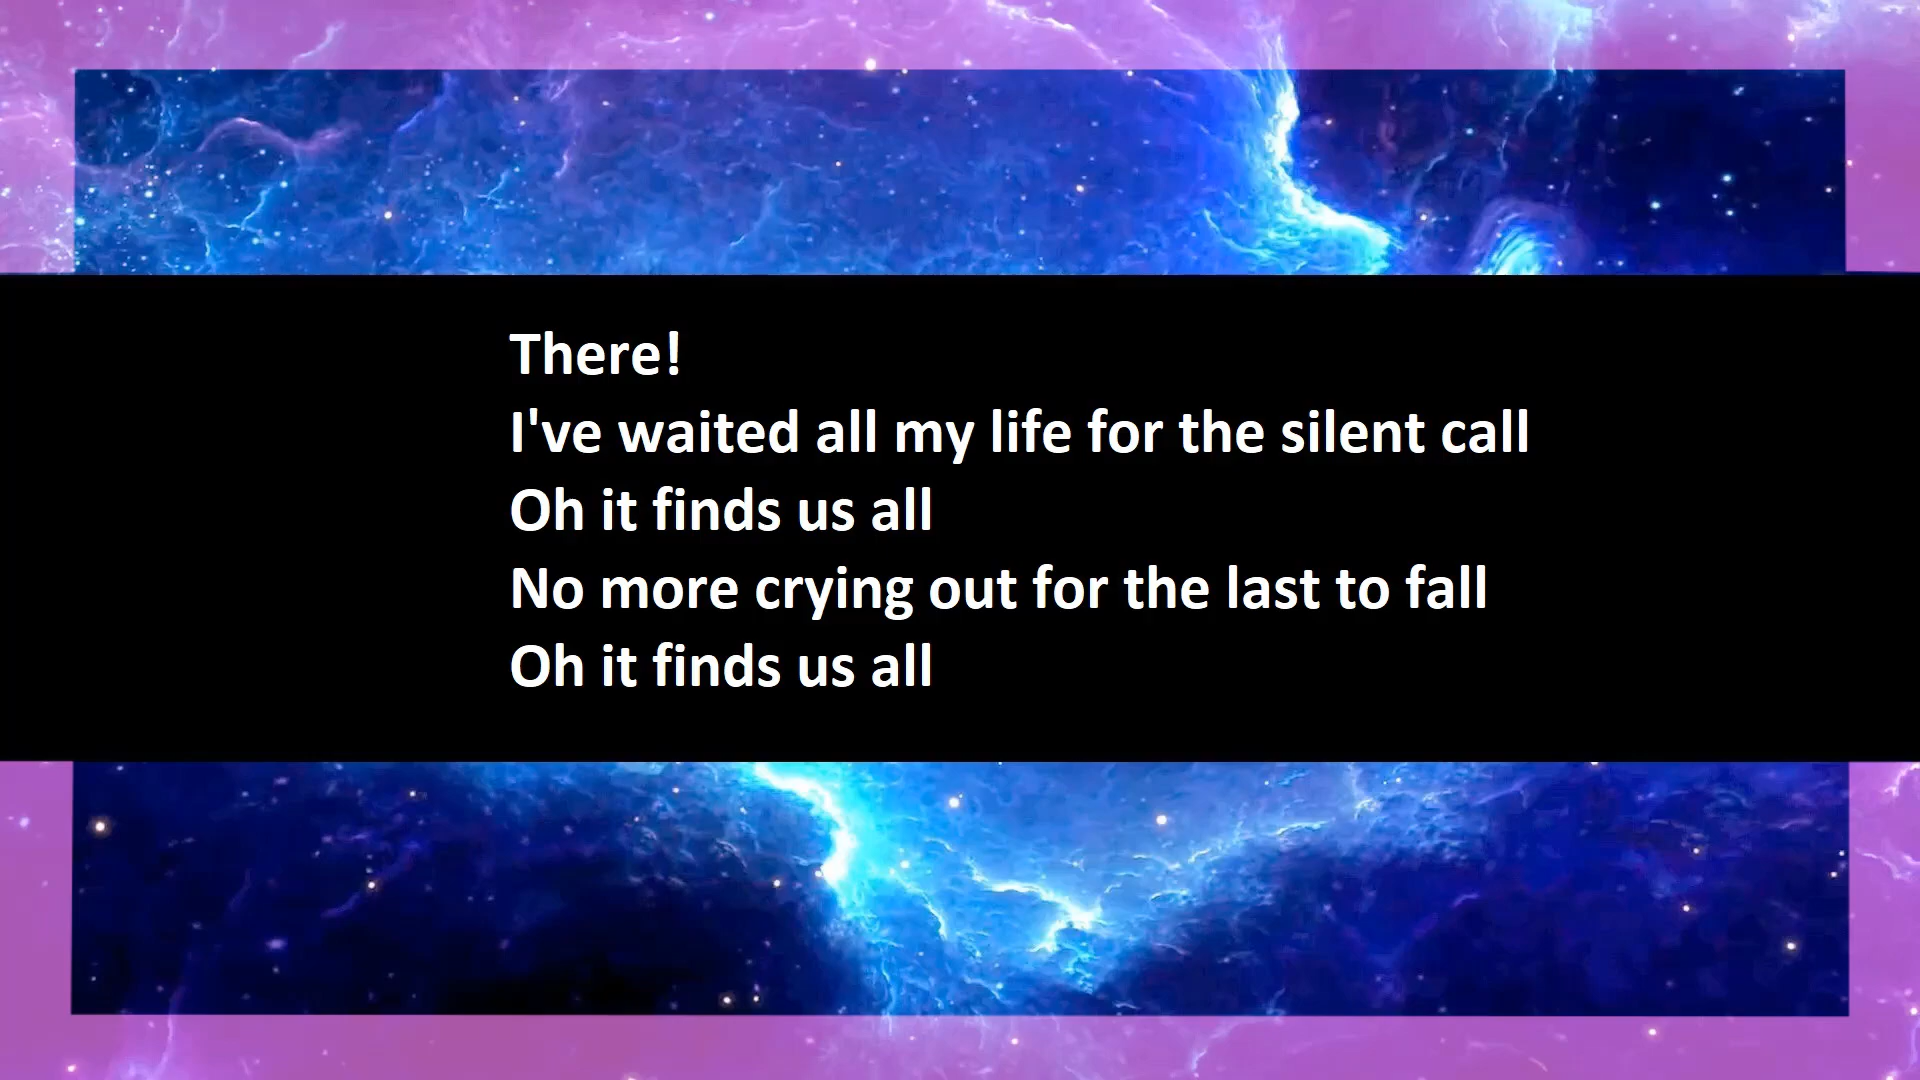 There!
I've waited all my life for the silent call
Oh it finds us all
No more crying out for the last to fall
Oh it finds us all